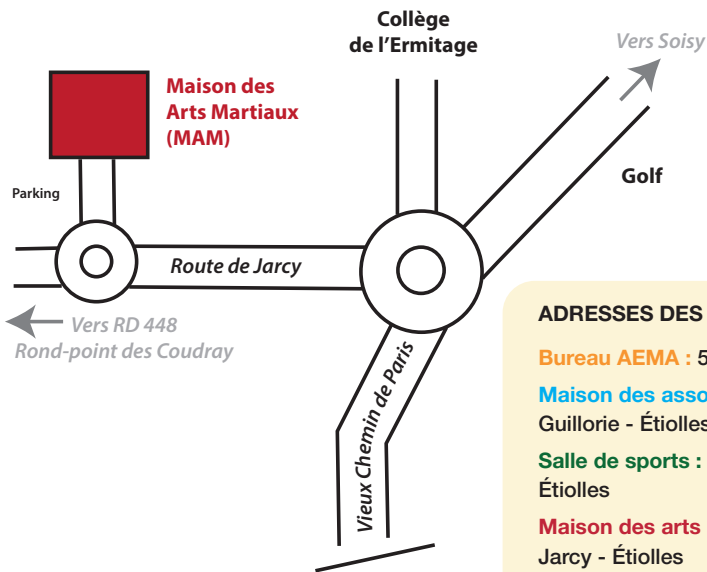 Collège
de l'Ermitage
Vers Soisy
Maison des
Arts Martiaux
(MAM)
Parking
Golf
Route de Jarcy
Vers RD 448
Rond-point des Coudray
Vieux Chemin de Paris
ADRESSES DES
Bureau AEMA : 5
Maison des asso
Guillorie - Étiolles
Salle de sports :
Étiolles
Maison des arts
Jarcy - Étiolles